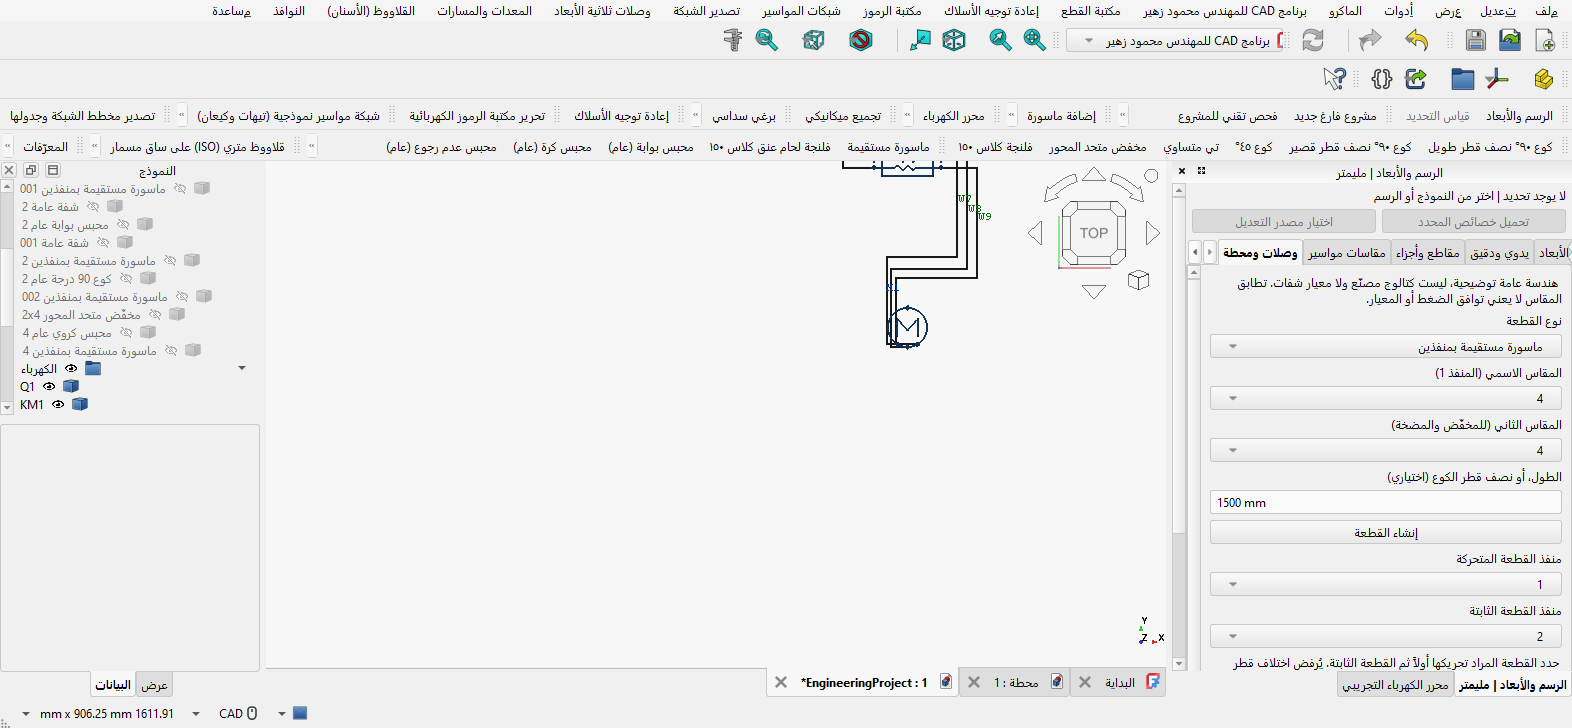 ملف تعديل عرض أدوات الماكرو برنامج CAD للمهندس محمود زهير مكتبة القطع إعادة توجيه الأسلاك مكتبة الرموز شبكات المواسير تصدير الشبكة وصلات ثلاثية الأبعاد المعدات والمسارات القلاووظ (الأسنان) النوافذ مساعدة
برنامج CAD للمهندس محمود زهير
الرسم والأبعاد قياس التحديد مشروع فارغ جديد فحص تقني للمشروع
إضافة ماسورة محرر الكهرباء تجميع ميكانيكي برغي سداسي إعادة توجيه الأسلاك تحرير مكتبة الرموز الكهربائية شبكة مواسير نموذجية (تيهات وكيعان) تصدير مخطط الشبكة وجدولها
كوع ٩٠° نصف قطر طويل كوع ٩٠° نصف قطر قصير كوع ٤٥° تي متساوي مخفض متحد المحور فلنجة كلاس ١٥٠ ماسورة مستقيمة فلنجة لحام عنق كلاس ١٥٠ محبس بوابة (عام) محبس كرة (عام) محبس عدم رجوع (عام) قلاووظ متري (ISO) على ساق مسمار المعرّفات
النموذج
ماسورة مستقيمة بمنفذين 001
شفة عامة 2
محبس بوابة عام 2
شفة عامة 001
ماسورة مستقيمة بمنفذين 2
كوع 90 درجة عام 2
ماسورة مستقيمة بمنفذين 002
مخفّض متحد المحور 2x4
محبس كروي عام 4
ماسورة مستقيمة بمنفذين 4
الكهرباء
Q1
KM1
عرض البيانات
W9
M
TOP
Y
Z X
الرسم والأبعاد | مليمتر
لا يوجد تحديد | اختر من النموذج أو الرسم
تحميل خصائص المحدد اختيار مصدر التعديل
الأبعاد يدوي ودقيق مقاطع وأجزاء مقاسات مواسير وصلات ومحطة
هندسة عامة توضيحية، ليست كتالوج مصنّع ولا معيار شفات. تطابق
المقاس لا يعني توافق الضغط أو المعيار.
نوع القطعة
ماسورة مستقيمة بمنفذين
المقاس الاسمي (المنفذ 1)
4
المقاس الثاني (للمخفّض والمضخة)
4
الطول، أو نصف قطر الكوع (اختياري)
1500 mm
إنشاء القطعة
منفذ القطعة المتحركة
1
منفذ القطعة الثابتة
2
حدد القطعة المراد تحريكها أولاً ثم القطعة الثابتة. يُرفض اختلاف قطر
الرسم والأبعاد | مليمتر محرر الكهرباء التجريبي
البداية محطة : 1 EngineeringProject : 1*
CAD mm x 906.25 mm 1611.91